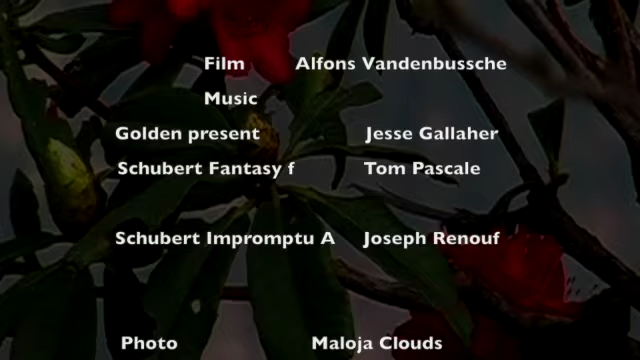 Film Alfons Vandenbussche
Music
Golden present Jesse Gallaher
Schubert Fantasy f Tom Pascale
Schubert Impromptu A Joseph Renouf
Photo Maloja Clouds